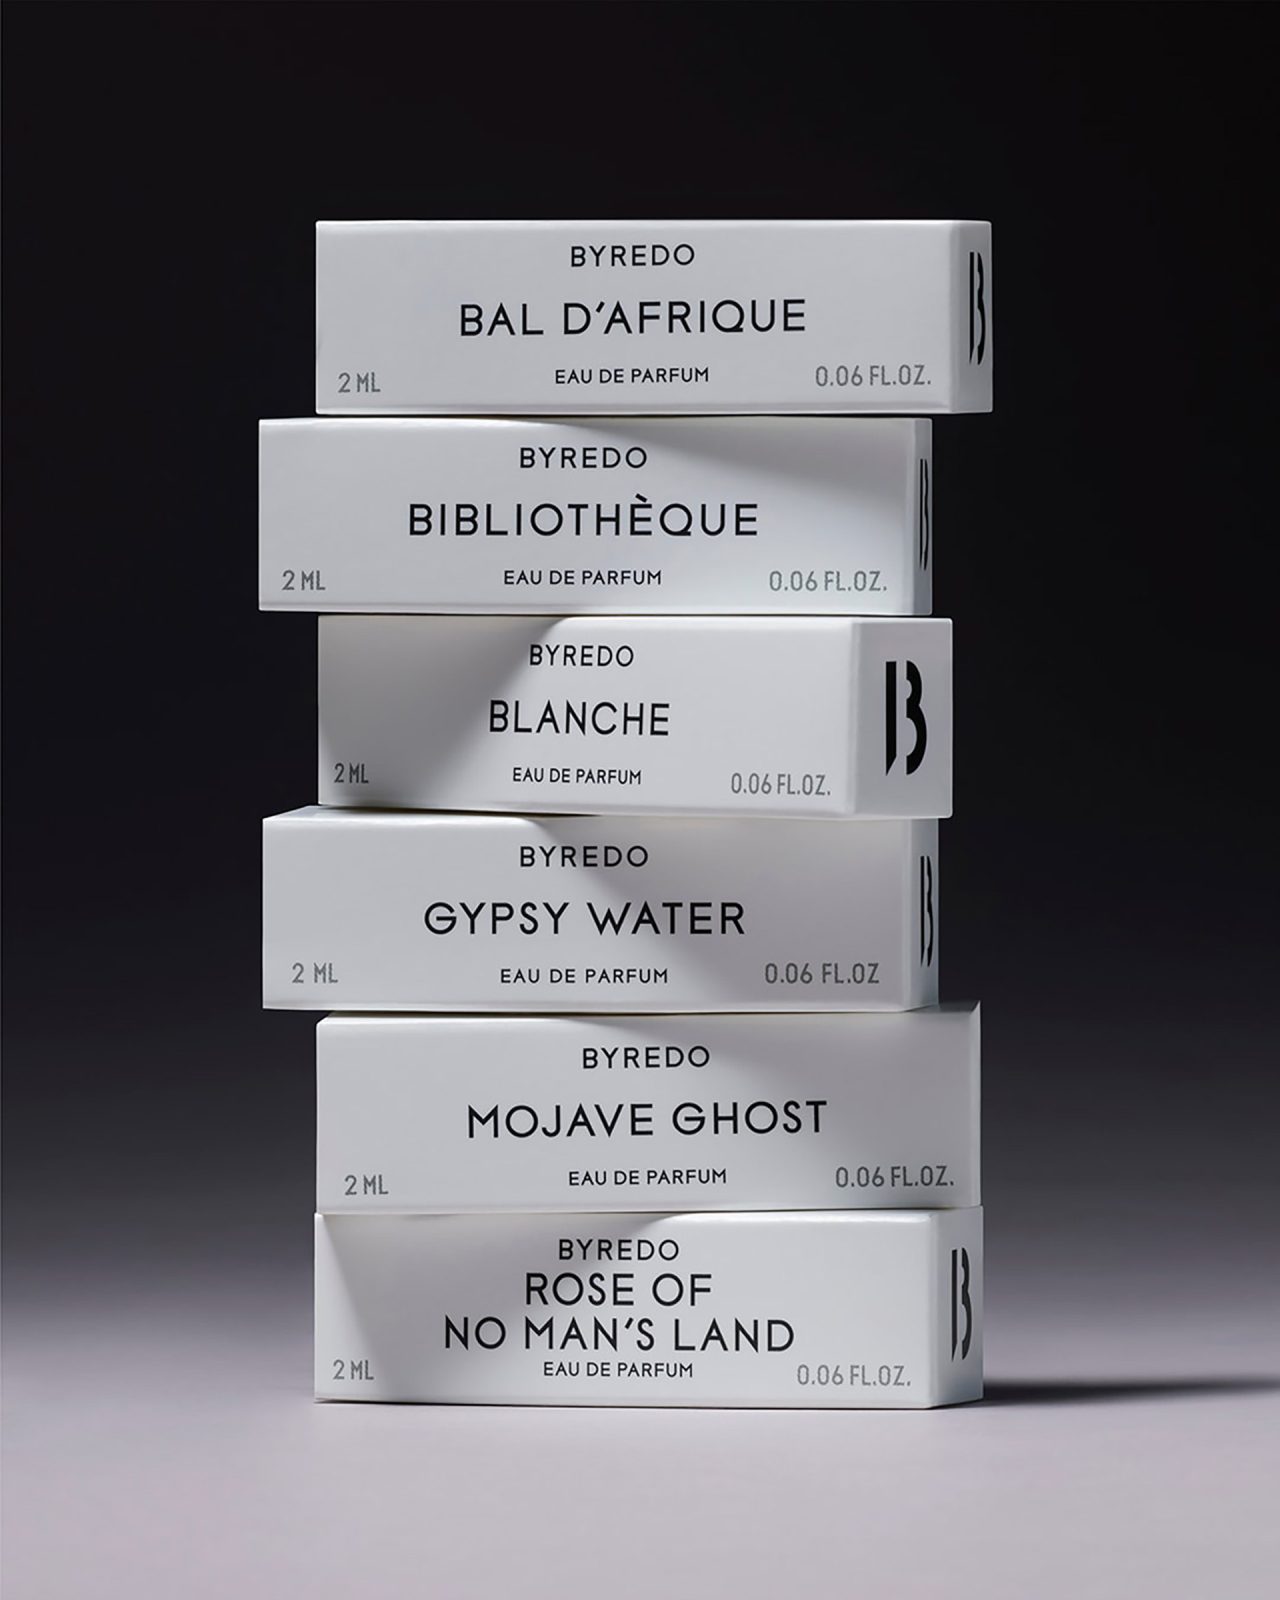 BYREDO
BAL D'AFRIQUE
2 ML EAU DE PARFUM 0.06 FL.OZ.
B
BYREDO
BIBLIOTHÈQUE
2 ML EAU DE PARFUM 0.06 FL.OZ.
B
BYREDO
BLANCHE
2 ML EAU DE PARFUM 0.06 FL.OZ.
B
BYREDO
GYPSY WATER
2 ML EAU DE PARFUM 0.06 FL.OZ
B
BYREDO
MOJAVE GHOST
2 ML EAU DE PARFUM 0.06 FL.OZ.
BYREDO
ROSE OF
NO MAN'S LAND
2 ML EAU DE PARFUM 0.06 FL.OZ.
B